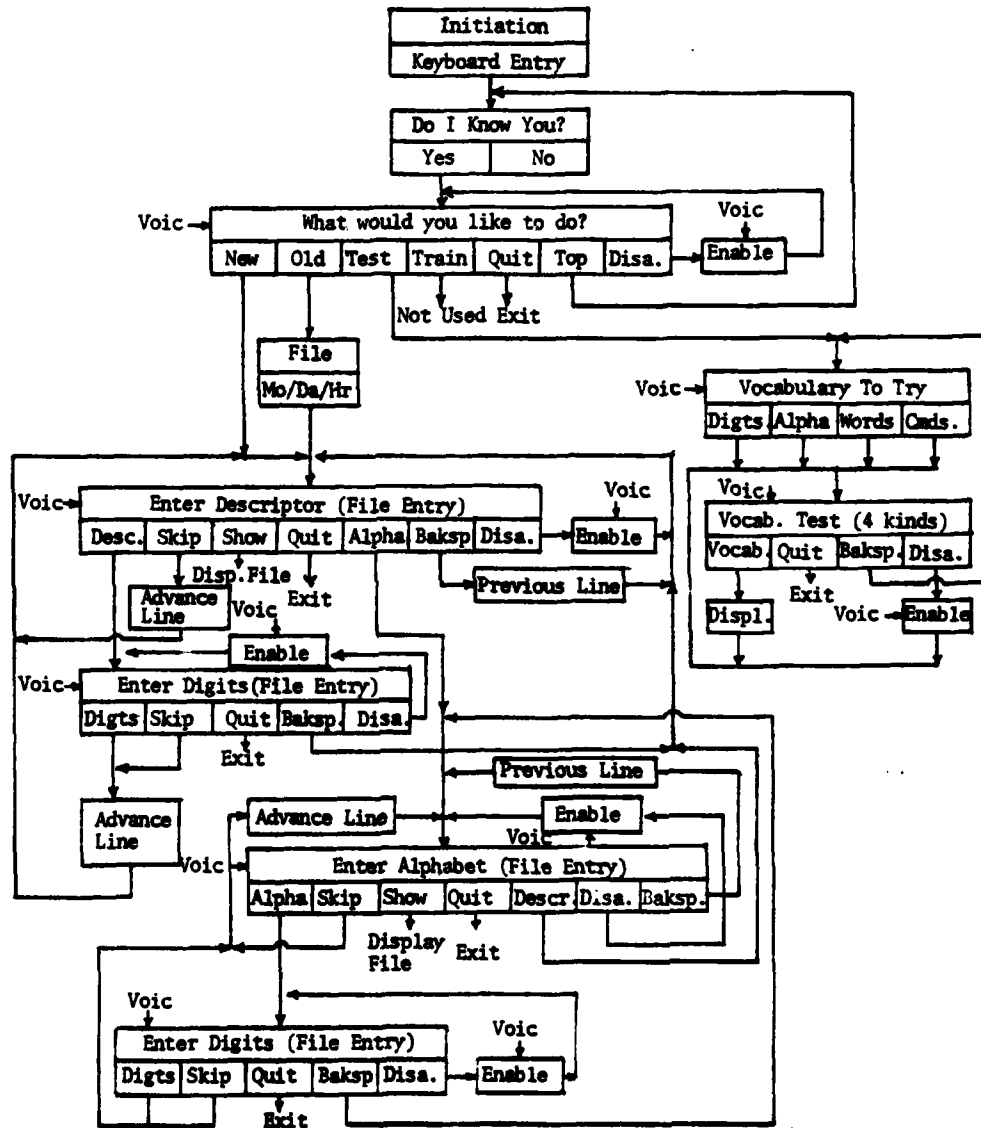 Initiation
Keyboard Entry
Do I Know You?
Yes No
Voic
What would you like to do?
Voic
New Old Test Train Quit Top Disa. Enable
Not Used Exit
File
Mo/Da/Hr
Voic
Vocabulary To Try
Digts. Alpha Words Cmds.
Voic
Enter Descriptor (File Entry)
Voic
Desc. Skip Show Quit Alpha Baksp Disa. Enable
Voic
Vocab. Test (4 kinds)
Vocab. Quit Baksp. Disa.
Disp.File
Exit
Previous Line
Advance
Line
Voic
Enable
Exit
Displ.
Voic
Enable
Voic
Enter Digits(File Entry)
Digts Skip Quit Baksp. Disa.
Exit
Previous Line
Advance
Line
Advance Line
Enable
Voic
Voic
Enter Alphabet (File Entry)
Alpha Skip Show Quit Descr. Disa. Baksp.
Display
File
Exit
Voic
Enter Digits (File Entry)
Voic
Digts Skip Quit Baksp Disa. Enable
Exit